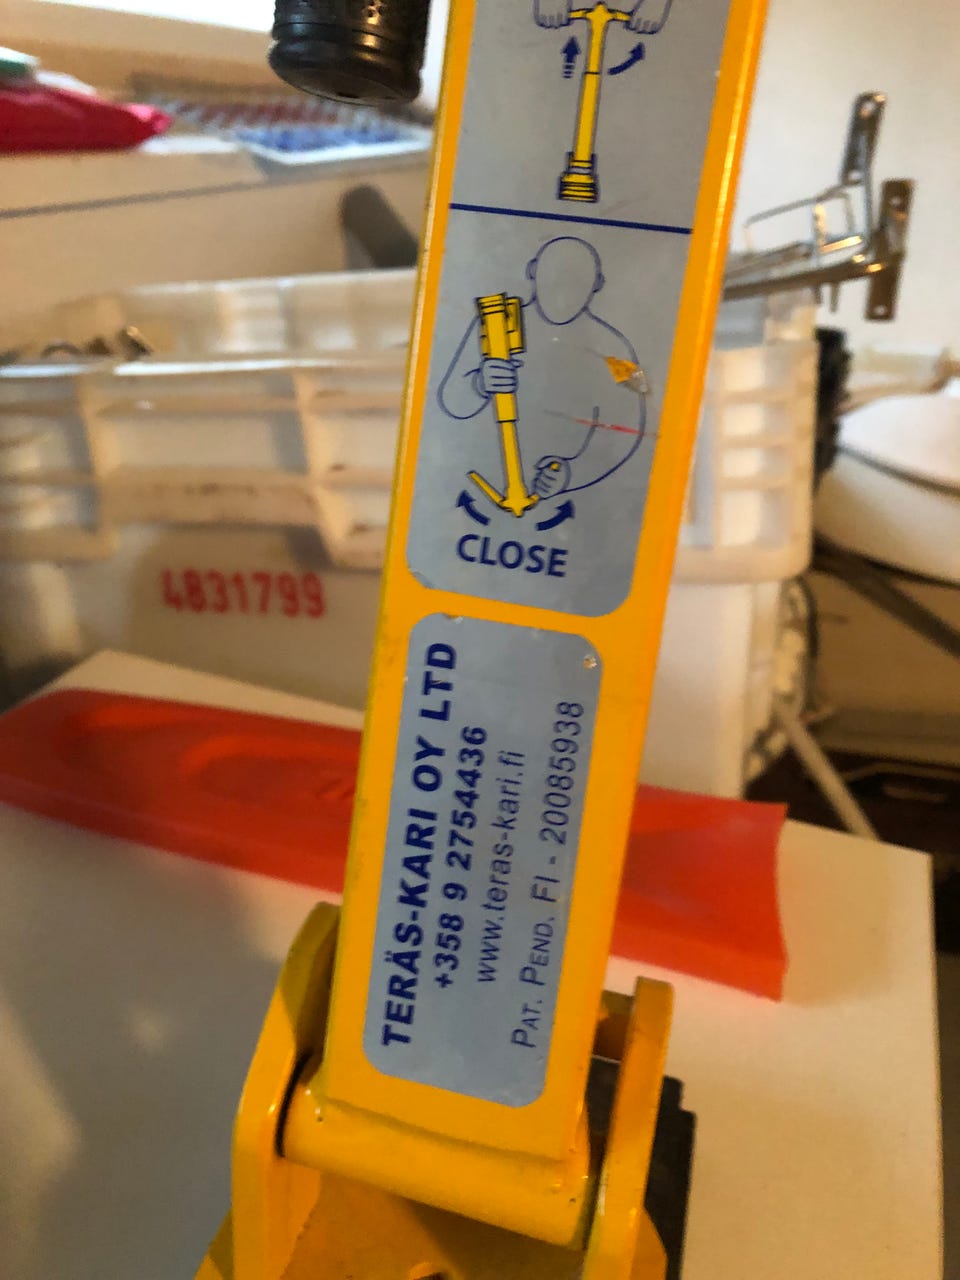 CLOSE
4831799
TERÄS-KARI OY LTD
+358 9 2754436
www.teras-kari.fi
PAT. PEND. FI - 20085938